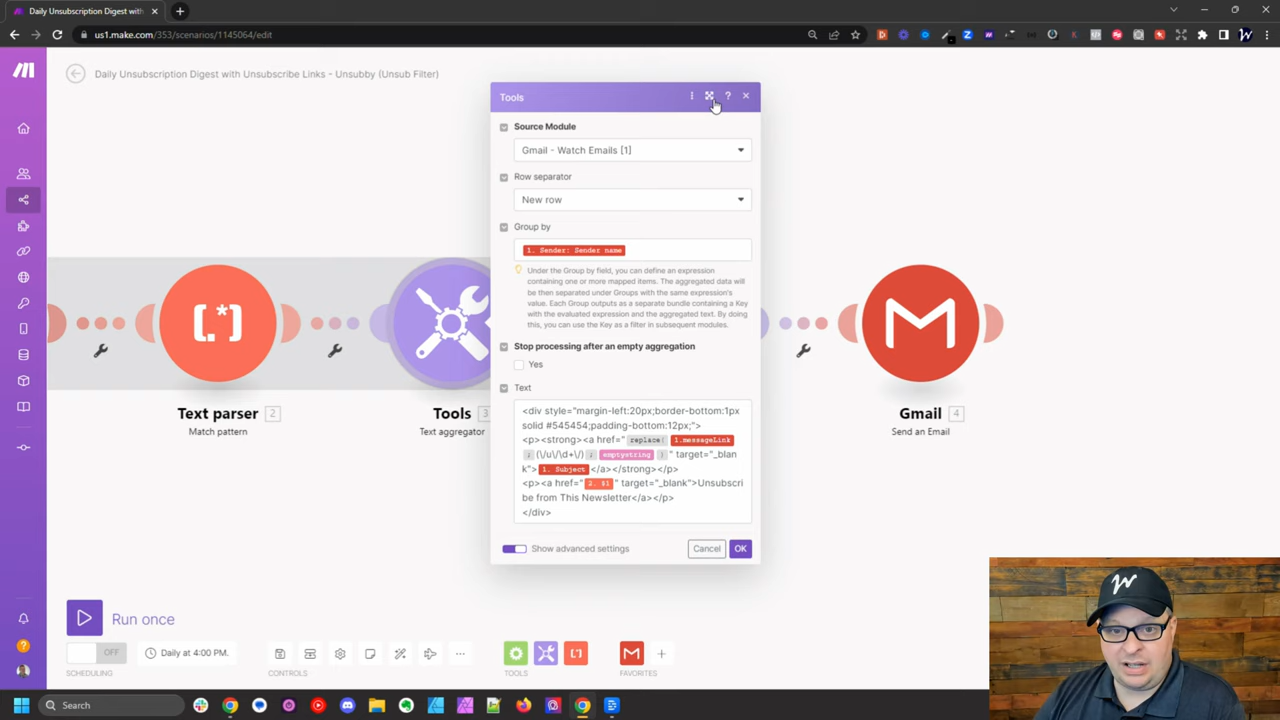 Daily Unsubscription Digest with
us1.make.com/353/scenarios/1145064/edit
Daily Unsubscription Digest with Unsubscribe Links - Unsubby (Unsub Filter)
Tools
Source Module
Gmail - Watch Emails [1]
Row separator
New row
Group by
1. Sender: Sender name
Under the Group by field, you can define an expression
containing one or more mapped items. The aggregated data will
be then separated under Groups with the same expression's
value. Each Group outputs as a separate bundle containing a Key
with the evaluated expression and the aggregated text. By doing
this, you can use the Key as a filter in subsequent modules.
Stop processing after an empty aggregation
Yes
Text
<div style="margin-left:20px;border-bottom:1px
solid #545454;padding-bottom:12px;">
<p><strong><a href=" replace( 1.messageLink
; (\/u\/\d+\/) ; emptystring ) " target="_blan
k"> 1. Subject </a></strong></p>
<p><a href=" 2. $1 " target="_blank">Unsubscri
be from This Newsletter</a></p>
</div>
Show advanced settings
Cancel
OK
[.*]
Text parser 2
Match pattern
Tools 3
Text aggregator
Gmail 4
Send an Email
Run once
OFF
Daily at 4:00 PM.
SCHEDULING
CONTROLS
TOOLS
FAVORITES
Search